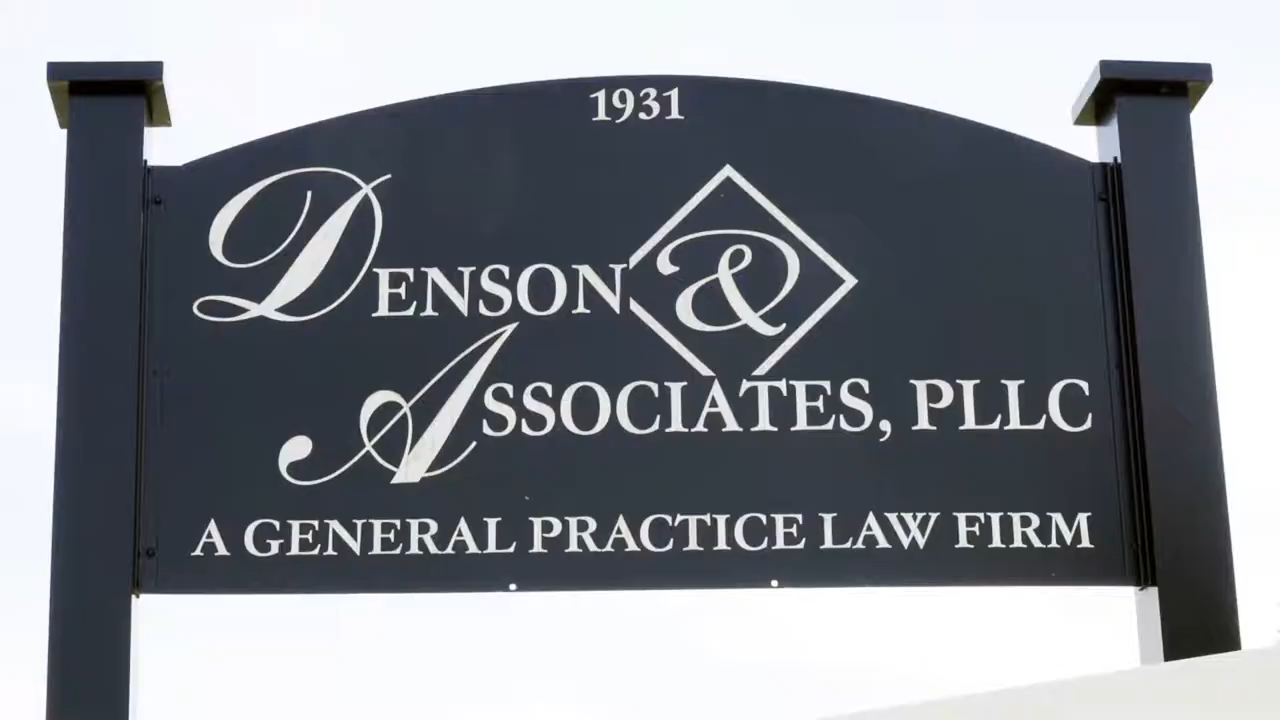 1931
DENSON &
ASSOCIATES, PLLC
A GENERAL PRACTICE LAW FIRM